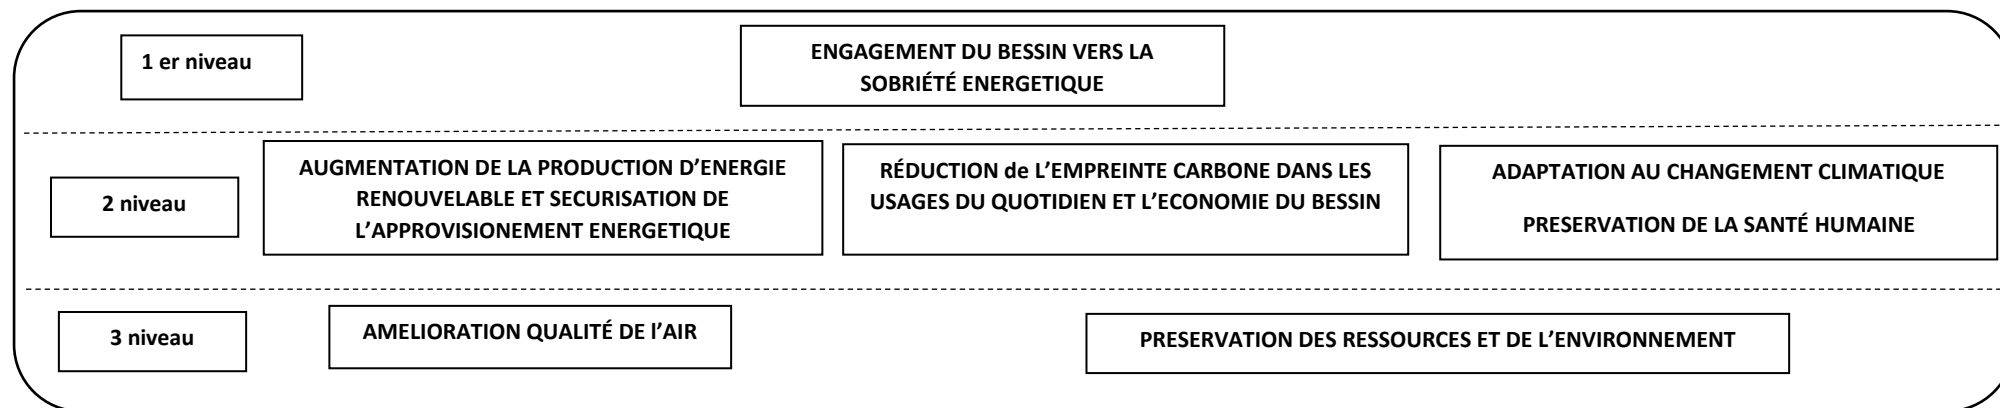 1 er niveau
ENGAGEMENT DU BESSIN VERS LA
SOBRIÉTÉ ENERGETIQUE
2 niveau
AUGMENTATION DE LA PRODUCTION D’ENERGIE
RENOUVELABLE ET SECURISATION DE
L’APPROVISIONEMENT ENERGETIQUE
RÉDUCTION de L’EMPREINTE CARBONE DANS LES
USAGES DU QUOTIDIEN ET L’ECONOMIE DU BESSIN
ADAPTATION AU CHANGEMENT CLIMATIQUE
PRESERVATION DE LA SANTÉ HUMAINE
3 niveau
AMELIORATION QUALITÉ DE l’AIR
PRESERVATION DES RESSOURCES ET DE L’ENVIRONNEMENT